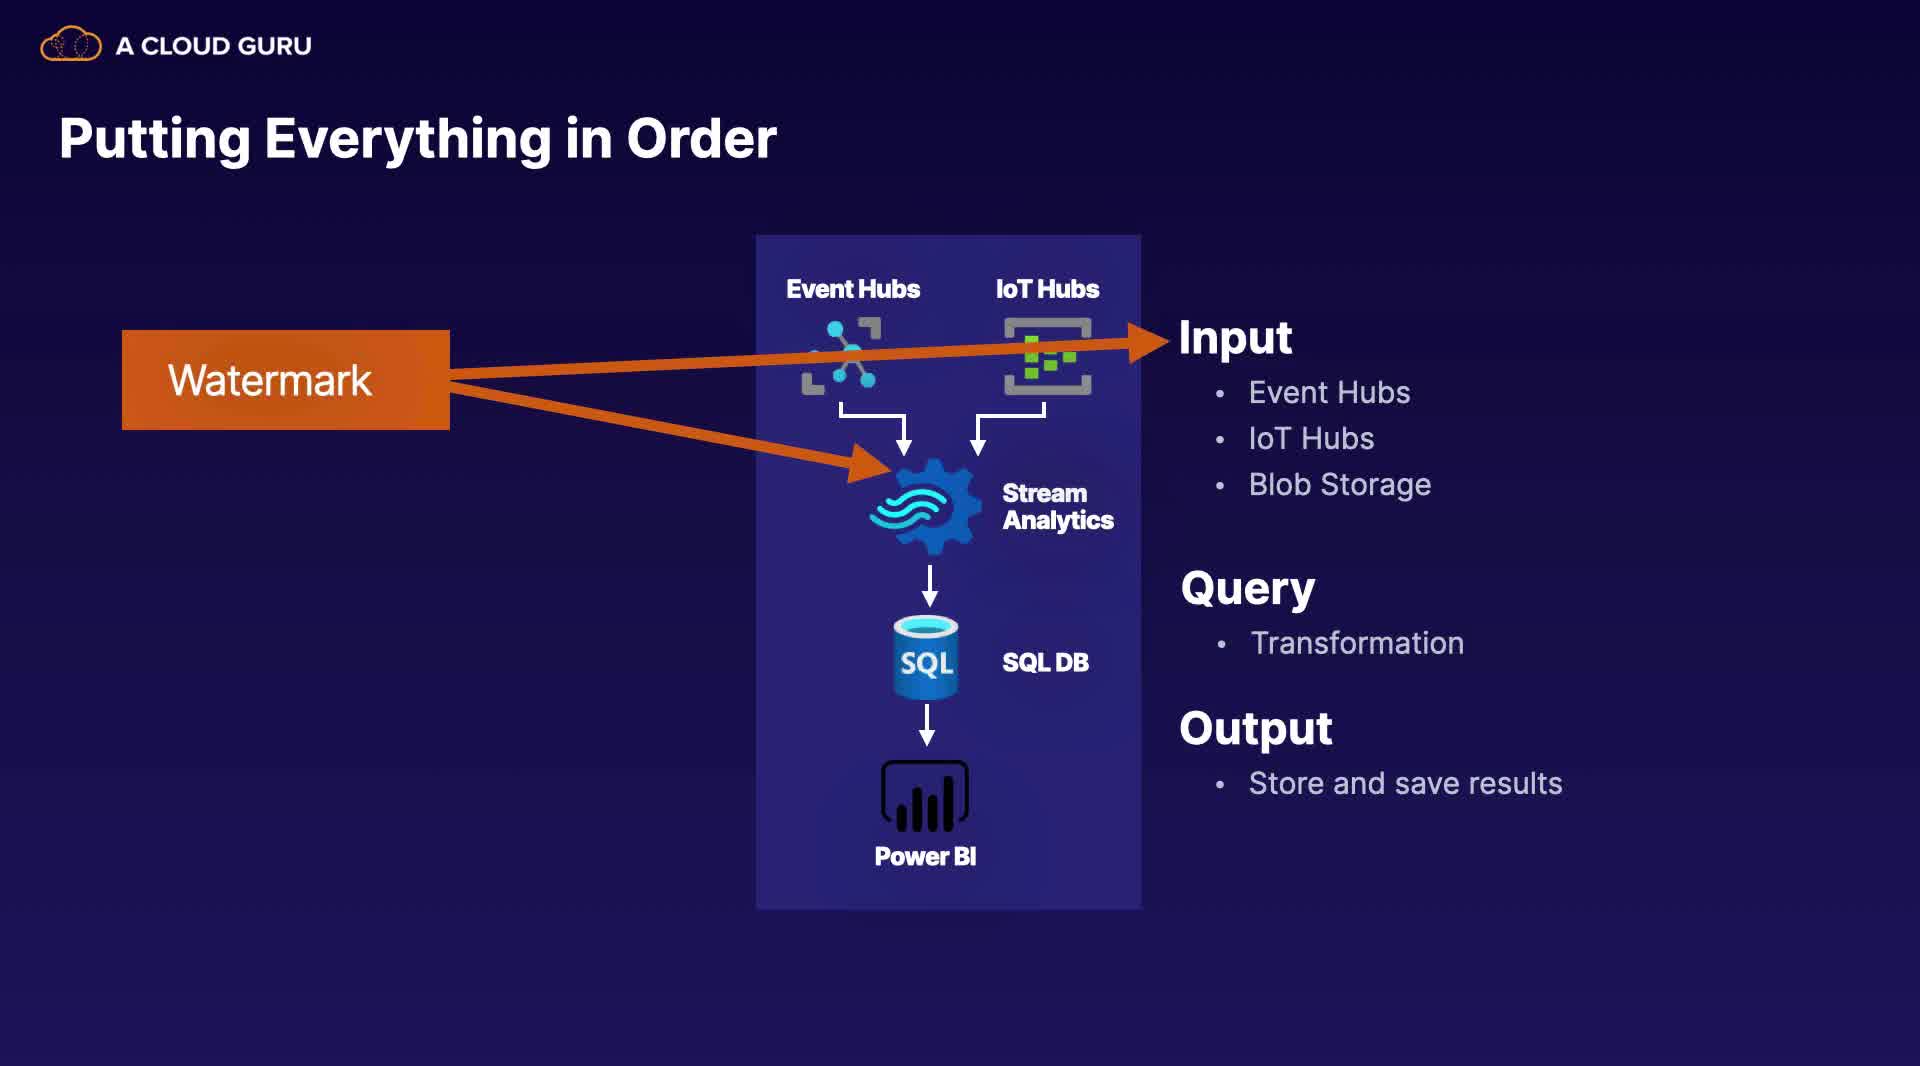 A CLOUD GURU
Putting Everything in Order
Watermark
Event Hubs
IoT Hubs
Stream
Analytics
SQL
SQL DB
Power BI
Input
• Event Hubs
• IoT Hubs
• Blob Storage
Query
• Transformation
Output
• Store and save results